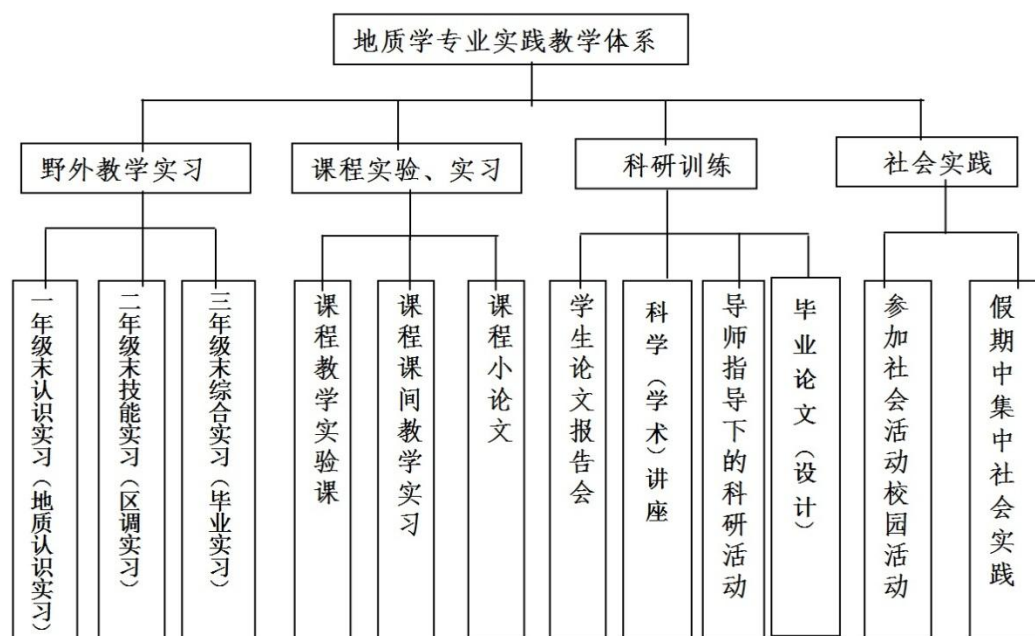 地质学专业实践教学体系
野外教学实习
课程实验、实习
科研训练
社会实践
一年级末认识实习（地质认识实习）
二年级末技能实习（区调实习）
三年级末综合实习（毕业实习）
课程教学实验课
课程课间教学实习
课程小论文
学生论文报告会
科学（学术）讲座
导师指导下的科研活动
毕业论文（设计）
参加社会活动校园活动
假期中集中社会实践